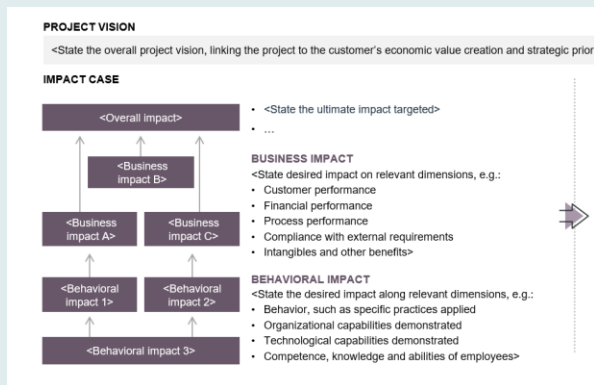 PROJECT VISION
<State the overall project vision, linking the project to the customer's economic value creation and strategic
IMPACT CASE
<Overall impact>
<Business
impact B>
<Business
impact A>
<Business
impact C>
<Behavioral
impact 1>
<Behavioral
impact 2>
<Behavioral impact 3>
• <State the ultimate impact targeted>
• ...
BUSINESS IMPACT
<State desired impact on relevant dimensions, e.g.:
• Customer performance
• Financial performance
• Process performance
• Compliance with external requirements
• Intangibles and other benefits>
BEHAVIORAL IMPACT
<State the desired impact along relevant dimensions, e.g.:
• Behavior, such as specific practices applied
• Organizational capabilities demonstrated
• Technological capabilities demonstrated
• Competence, knowledge and abilities of employees>